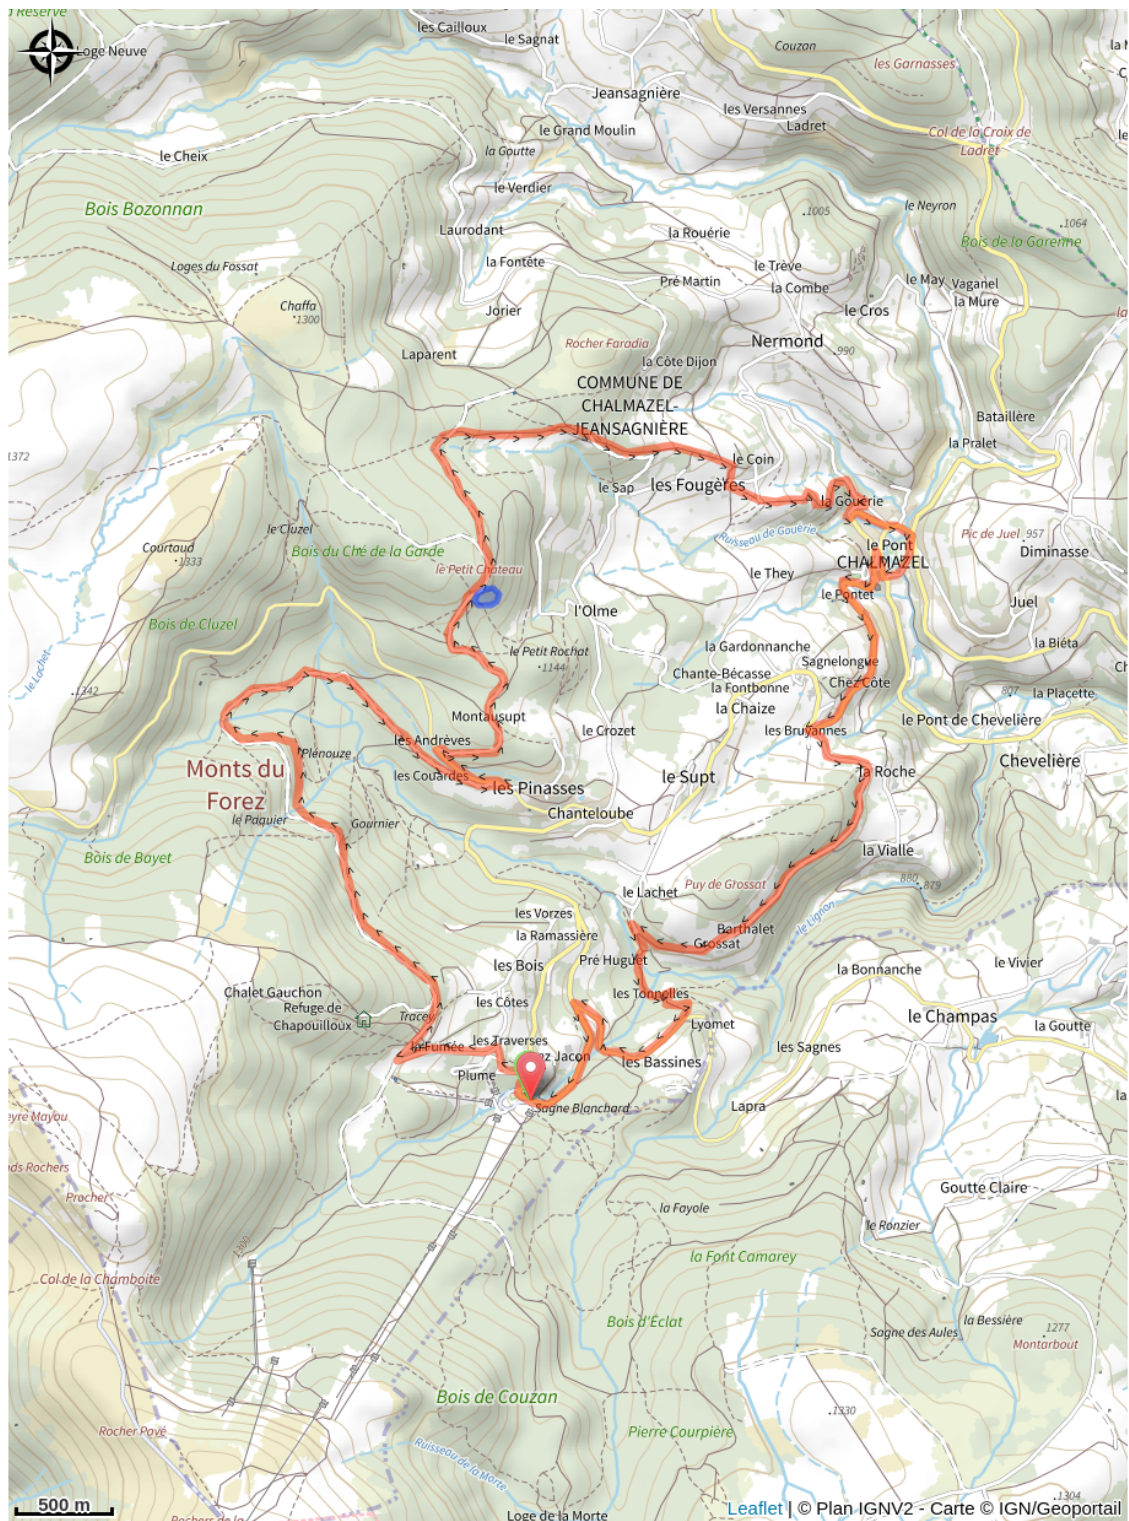 les Cailloux
le Sagnat
Couzan
les Garnasses
Loge Neuve
Jeansagnière
les Versannes
Ladret
le Grand Moulin
Col de la Croix de
Ladret
la Goutte
le Cheix
le Verdier
Bois Bozonnan
1005
le Neyron
1064
Laurodant
la Rouérie
Bois de la Garenne
Loges du Fossat
la Fontête
le Trève
Pré Martin
la Combe
le May
Vaganel
la Mure
Chaffa
1300
Jorier
le Cros
Rocher Faradia
Nermond
990
Laparent
la Côte Dijon
COMMUNE DE
CHALMAZEL-
JEANSAGNIÈRE
Bataillère
la Pralet
1372
le Coin
le Sap
les Fougères
la Gouérie
le Cluzel
Ruisseau de Gouérie
Pic de Juel
957
Courtaud
1333
Bois du Ché de la Garde
le Pont
CHALMAZEL
Diminasse
le Petit Château
le They
le Pontet
Juel
l'Olme
Bois de Cluzel
la Gardonnanche
la Biéta
le Petit Rochat
1144
Sagnelongue
le Lachet
Chante-Bécasse
Chez Côte
la Fontbonne
807
la Placette
1342
Montausupt
la Chaize
le Pont de Chevelière
les Andrèves
le Crozet
les Bruyannes
Plénouze
Chevelière
Monts du
Forez
les Couardes
la Roche
le Supt
les Pinasses
Chanteloube
le Paquier
Gournier
Bois de Bayet
la Vialle
880
879
Puy de Grossat
le Lachet
les Vorzes
le Lignon
Barthalet
la Ramassière
Grossat
Pré Huguet
les Bois
la Bonnanche
le Vivier
Chalet Gauchon
les Tonnelles
Refuge de
Chapouilloux
les Côtes
Tracey
Lyomet
le Champas
la Goutte
la Fumée
les Traverses
les Sagnes
les Bassines
Plume
Sagne Blanchard
Lapra
Procher
Goutte Claire
la Fayole
le Ronzier
la Font Camarey
1300
Col de la Chamboite
Bois d'Éclat
la Bessière
Sagne des Aules
1277
Montarbout
Bois de Couzan
1330
Rocher Pavé
Pierre Courpière
Ruisseau de la Morte
1304
500 m
Loge de la Morte
Leaflet | © Plan IGNV2 - Carte © IGN/Geoportail